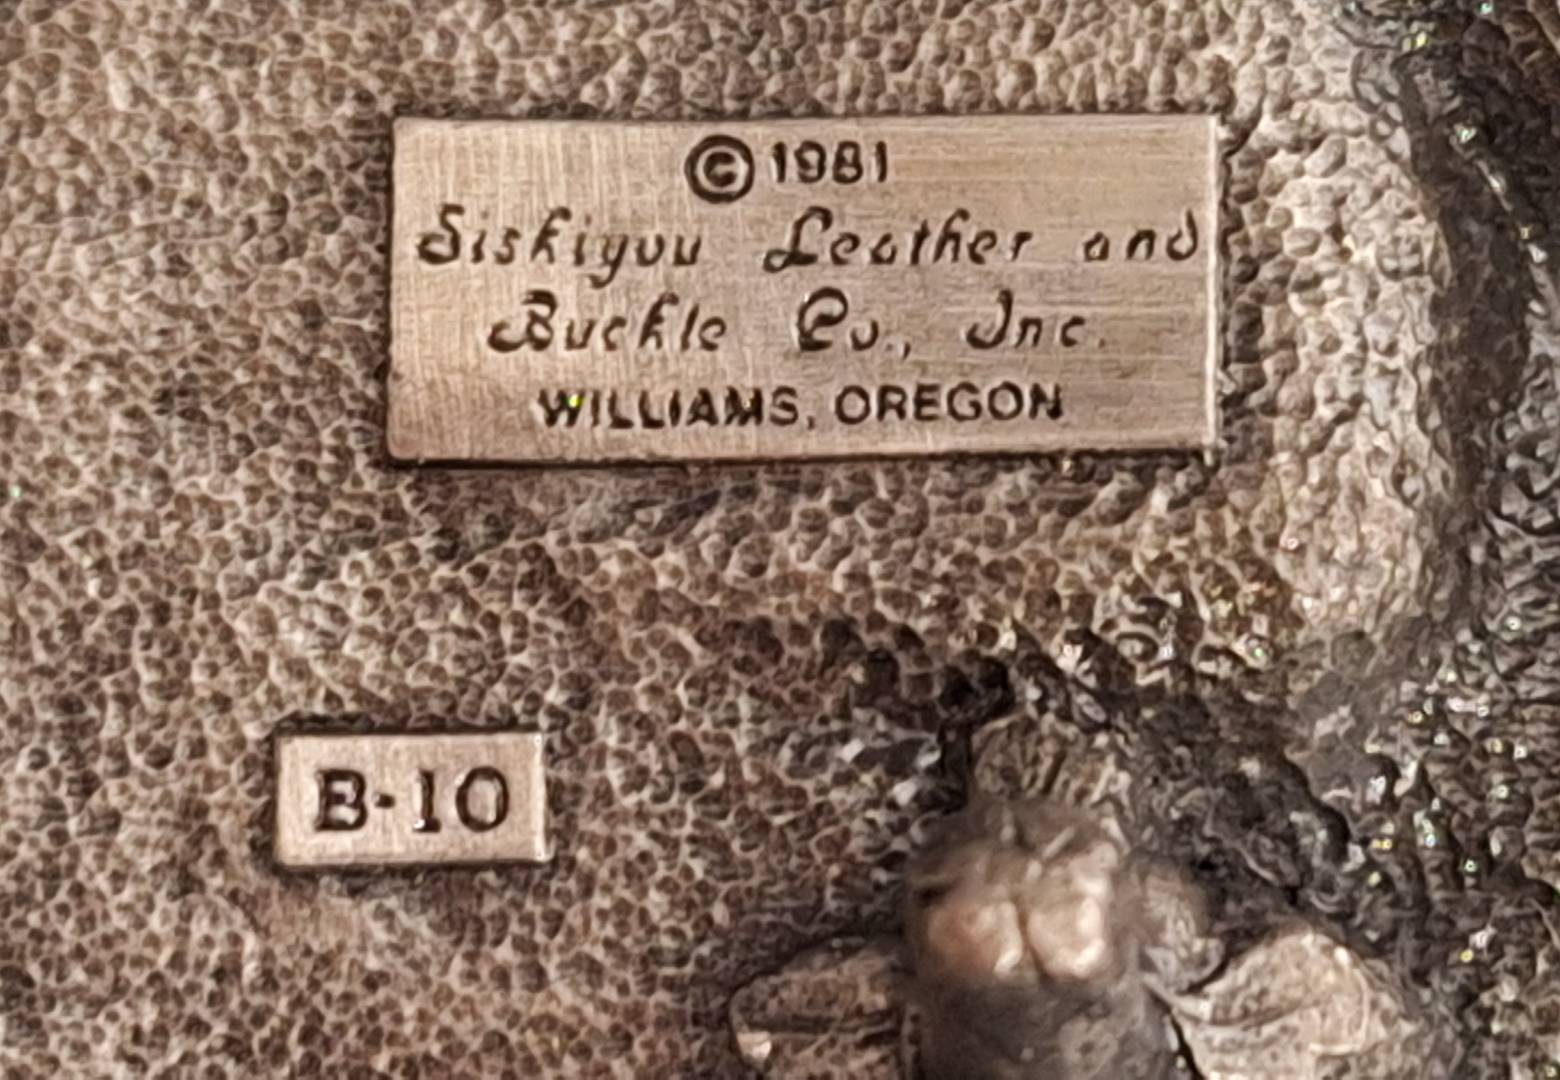 © 1981
Siskiyou Leather and
Buckle Co., Inc.
WILLIAMS, OREGON
B-10